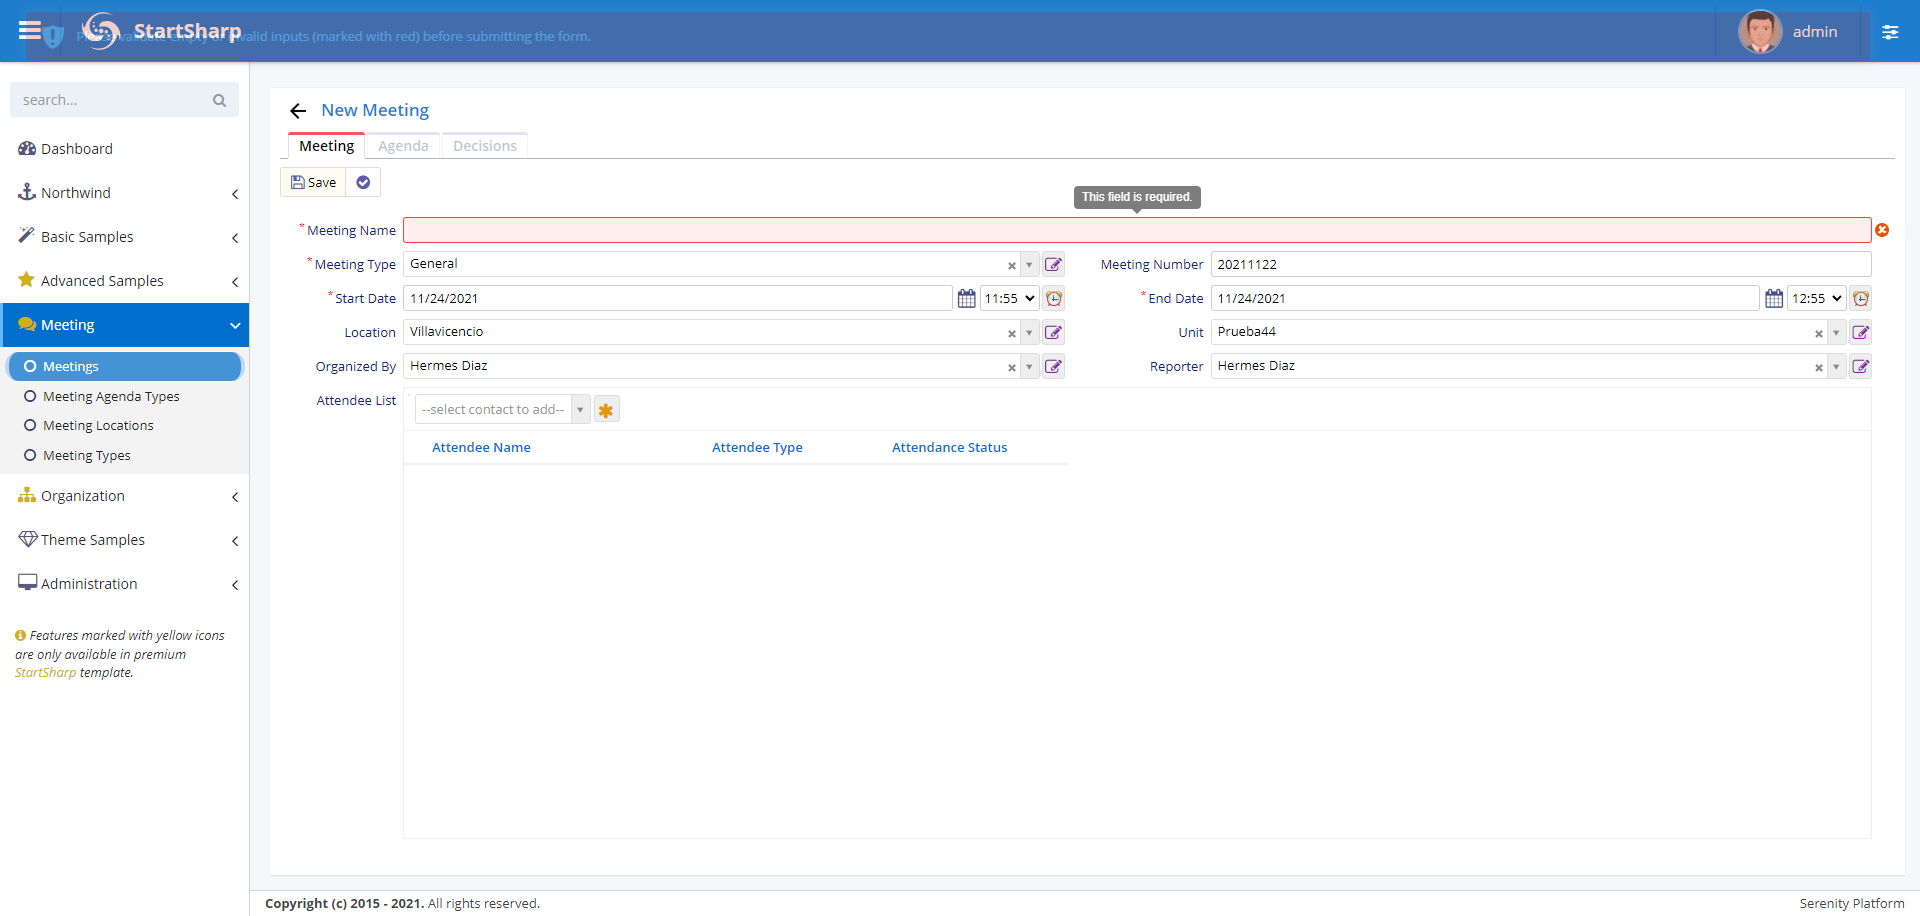 StartSharp
Please validate empty or invalid inputs (marked with red) before submitting the form.
admin
search...
Dashboard
Northwind
Basic Samples
Advanced Samples
Meeting
Meetings
Meeting Agenda Types
Meeting Locations
Meeting Types
Organization
Theme Samples
Administration
Features marked with yellow icons
are only available in premium
StartSharp template.
New Meeting
Meeting Agenda Decisions
Save
This field is required.
* Meeting Name
* Meeting Type General Meeting Number 20211122
* Start Date 11/24/2021 11:55 * End Date 11/24/2021 12:55
Location Villavicencio Unit Prueba44
Organized By Hermes Diaz Reporter Hermes Diaz
Attendee List --select contact to add--
Attendee Name Attendee Type Attendance Status
Copyright (c) 2015 - 2021. All rights reserved. Serenity Platform